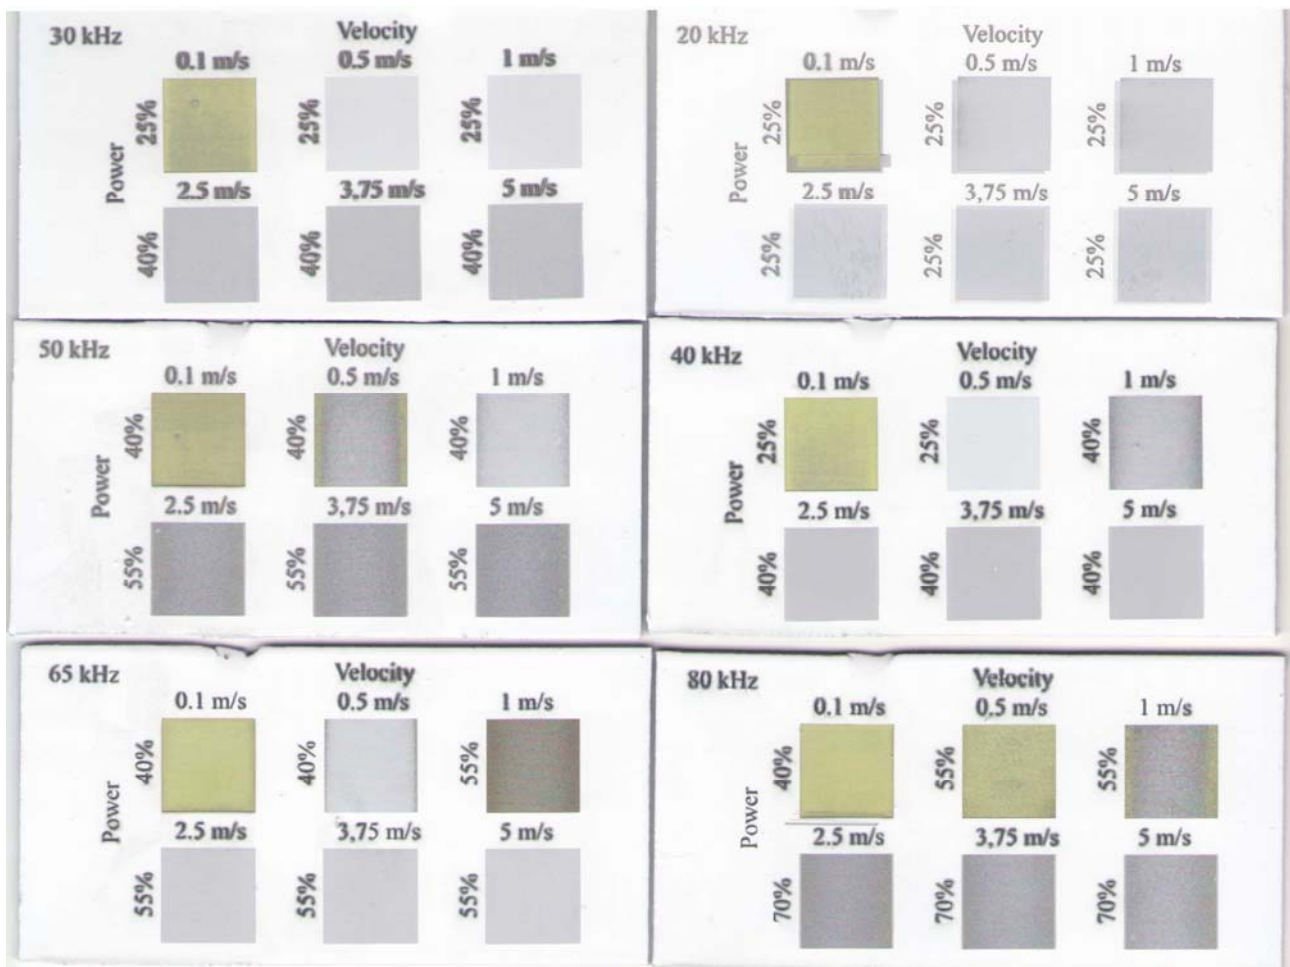 30 kHz
Velocity
0.1 m/s 0.5 m/s 1 m/s
Power
25% 25% 25%
2.5 m/s 3,75 m/s 5 m/s
40% 40% 40%
20 kHz
Velocity
0.1 m/s 0.5 m/s 1 m/s
Power
25% 25% 25%
2.5 m/s 3,75 m/s 5 m/s
25% 25% 25%
50 kHz
Velocity
0.1 m/s 0.5 m/s 1 m/s
Power
40% 40% 40%
2.5 m/s 3,75 m/s 5 m/s
55% 55% 55%
40 kHz
Velocity
0.1 m/s 0.5 m/s 1 m/s
Power
25% 25% 40%
2.5 m/s 3,75 m/s 5 m/s
40% 40% 40%
65 kHz
Velocity
0.1 m/s 0.5 m/s 1 m/s
Power
40% 40% 55%
2.5 m/s 3,75 m/s 5 m/s
55% 55% 55%
80 kHz
Velocity
0.1 m/s 0.5 m/s 1 m/s
Power
40% 55% 55%
2.5 m/s 3,75 m/s 5 m/s
70% 70% 70%